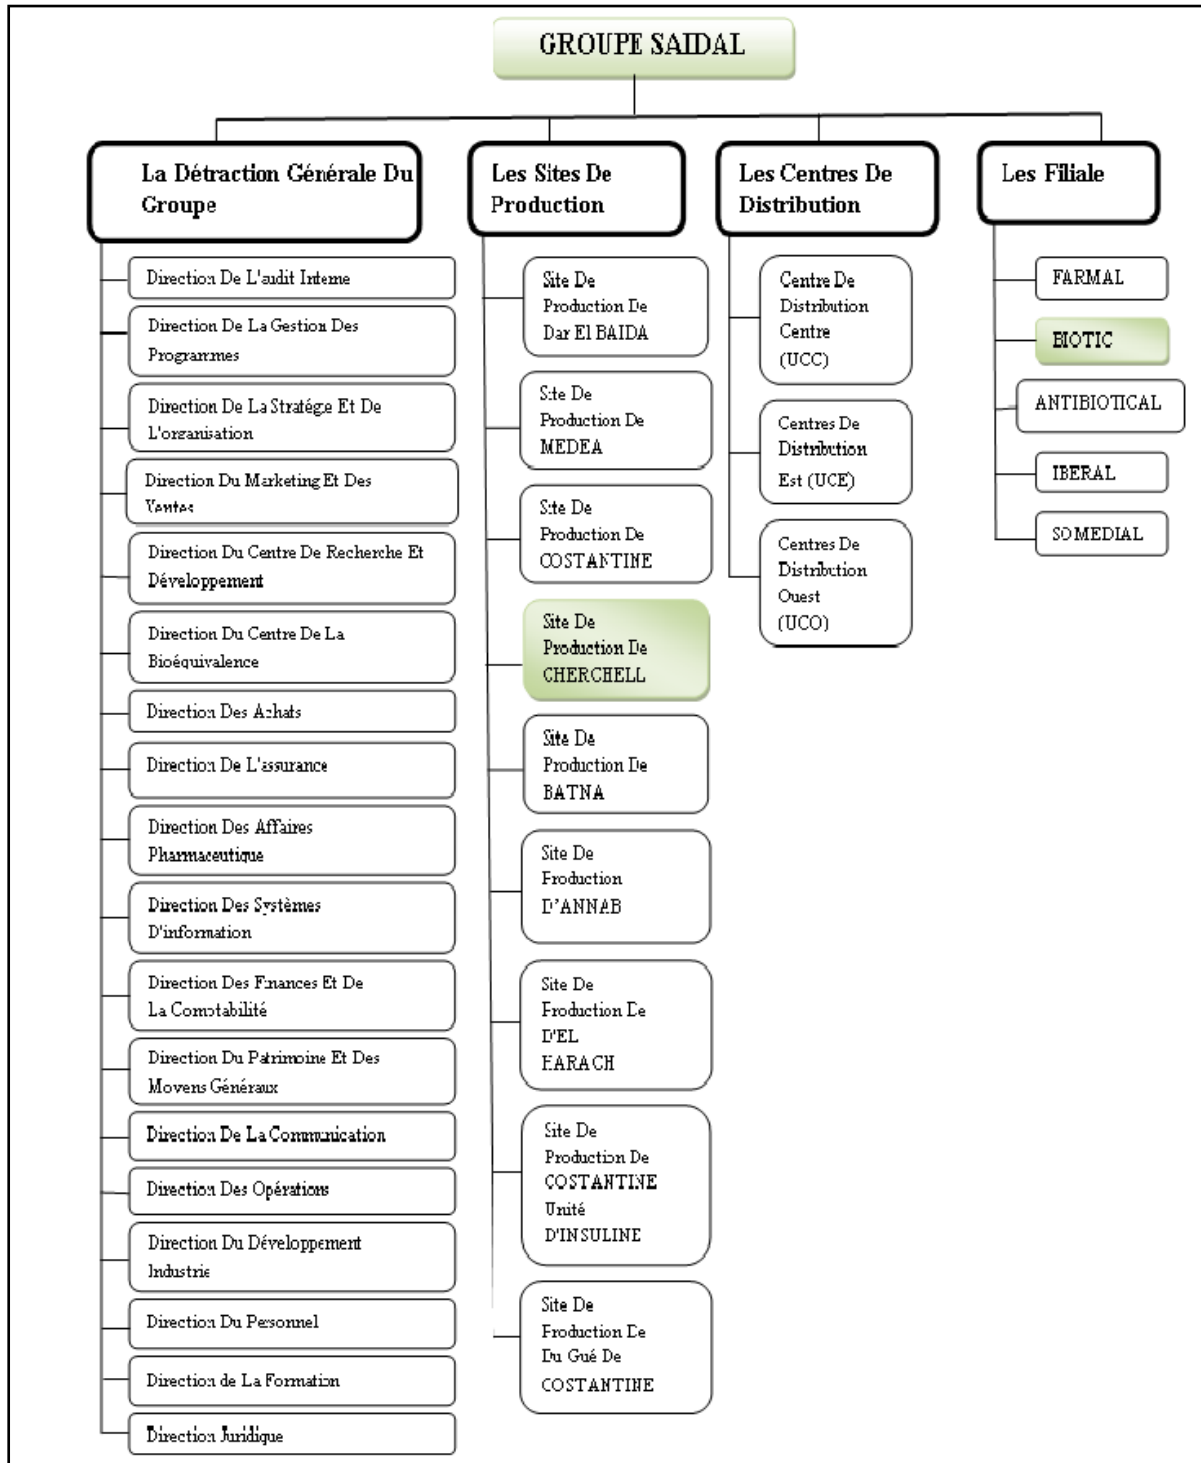 GROUPE SAIDAL
La Détraction Générale Du
Groupe
Direction De L'audit Interne
Direction De La Gestion Des
Programmes
Direction De La Stratége Et De
L'organisation
Direction Du Marketing Et Des
Ventes
Direction Du Centre De Recherche Et
Développement
Direction Du Centre De La
Bioéquivalence
Direction Des Achats
Direction De L'assurance
Direction Des Affaires
Pharmaceutique
Direction Des Systèmes
D'information
Direction Des Finances Et De
La Comptabilité
Direction Du Patrimoine Et Des
Moyens Généraux
Direction De La Communication
Direction Des Opérations
Direction Du Développement
Industrie
Direction Du Personnel
Direction de La Formation
Direction Juridique
Les Sites De
Production
Site De
Production De
Dar El BAIDA
Site De
Production De
MEDEA
Site De
Production De
COSTANTINE
Site De
Production De
CHERCHELL
Site De
Production De
BATNA
Site De
Production
D'ANNAB
Site De
Production De
D'EL
HARACH
Site De
Production De
COSTANTINE
Unité
D'INSULINE
Site De
Production De
Du Gué De
COSTANTINE
Les Centres De
Distribution
Centre De
Distribution
Centre
(UCC)
Centres De
Distribution
Est (UCE)
Centres De
Distribution
Ouest
(UCO)
Les Filiale
FARMAL
BIOTIC
ANTIBIOTICAL
IBERAL
SOMEDIAL